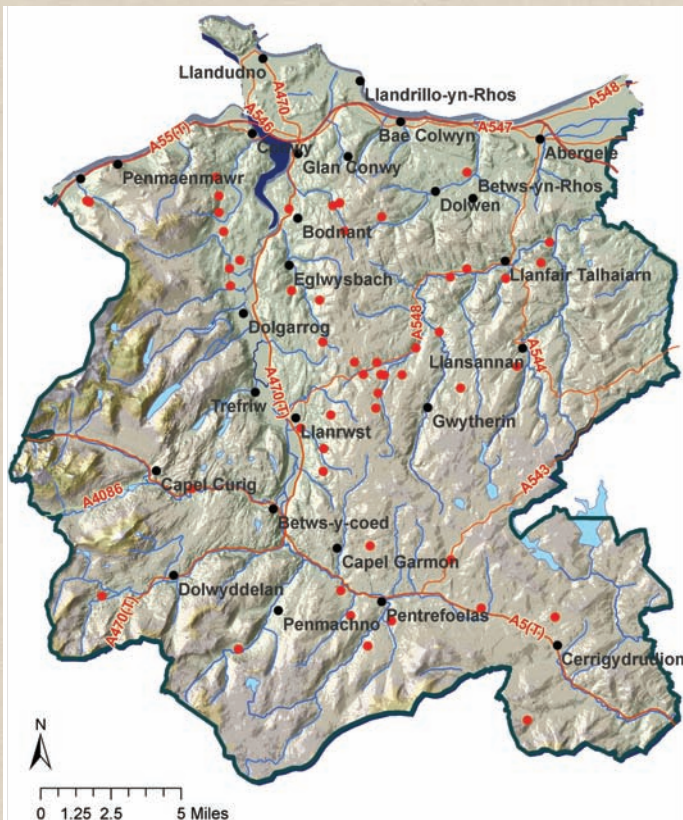 Llandudno
A470
Llandrillo-yn-Rhos
A548
A546
Bae Colwyn
A547
A55(T)
Conwy
Glan Conwy
Abergele
Penmaenmawr
Betws-yn-Rhos
Dolwen
Bodnant
Eglwysbach
Llanfair Talhaiarn
Dolgarrog
A548
Llansannan
A544
A470(T)
Trefriw
Llanrwst
Gwytherin
Capel Curig
A4086
A543
Betws-y-coed
Capel Garmon
Dolwyddelan
A470(T)
Penmachno
Pentrefoelas
A5(T)
Cerrigydrudion
N
0 1.25 2.5 5 Miles